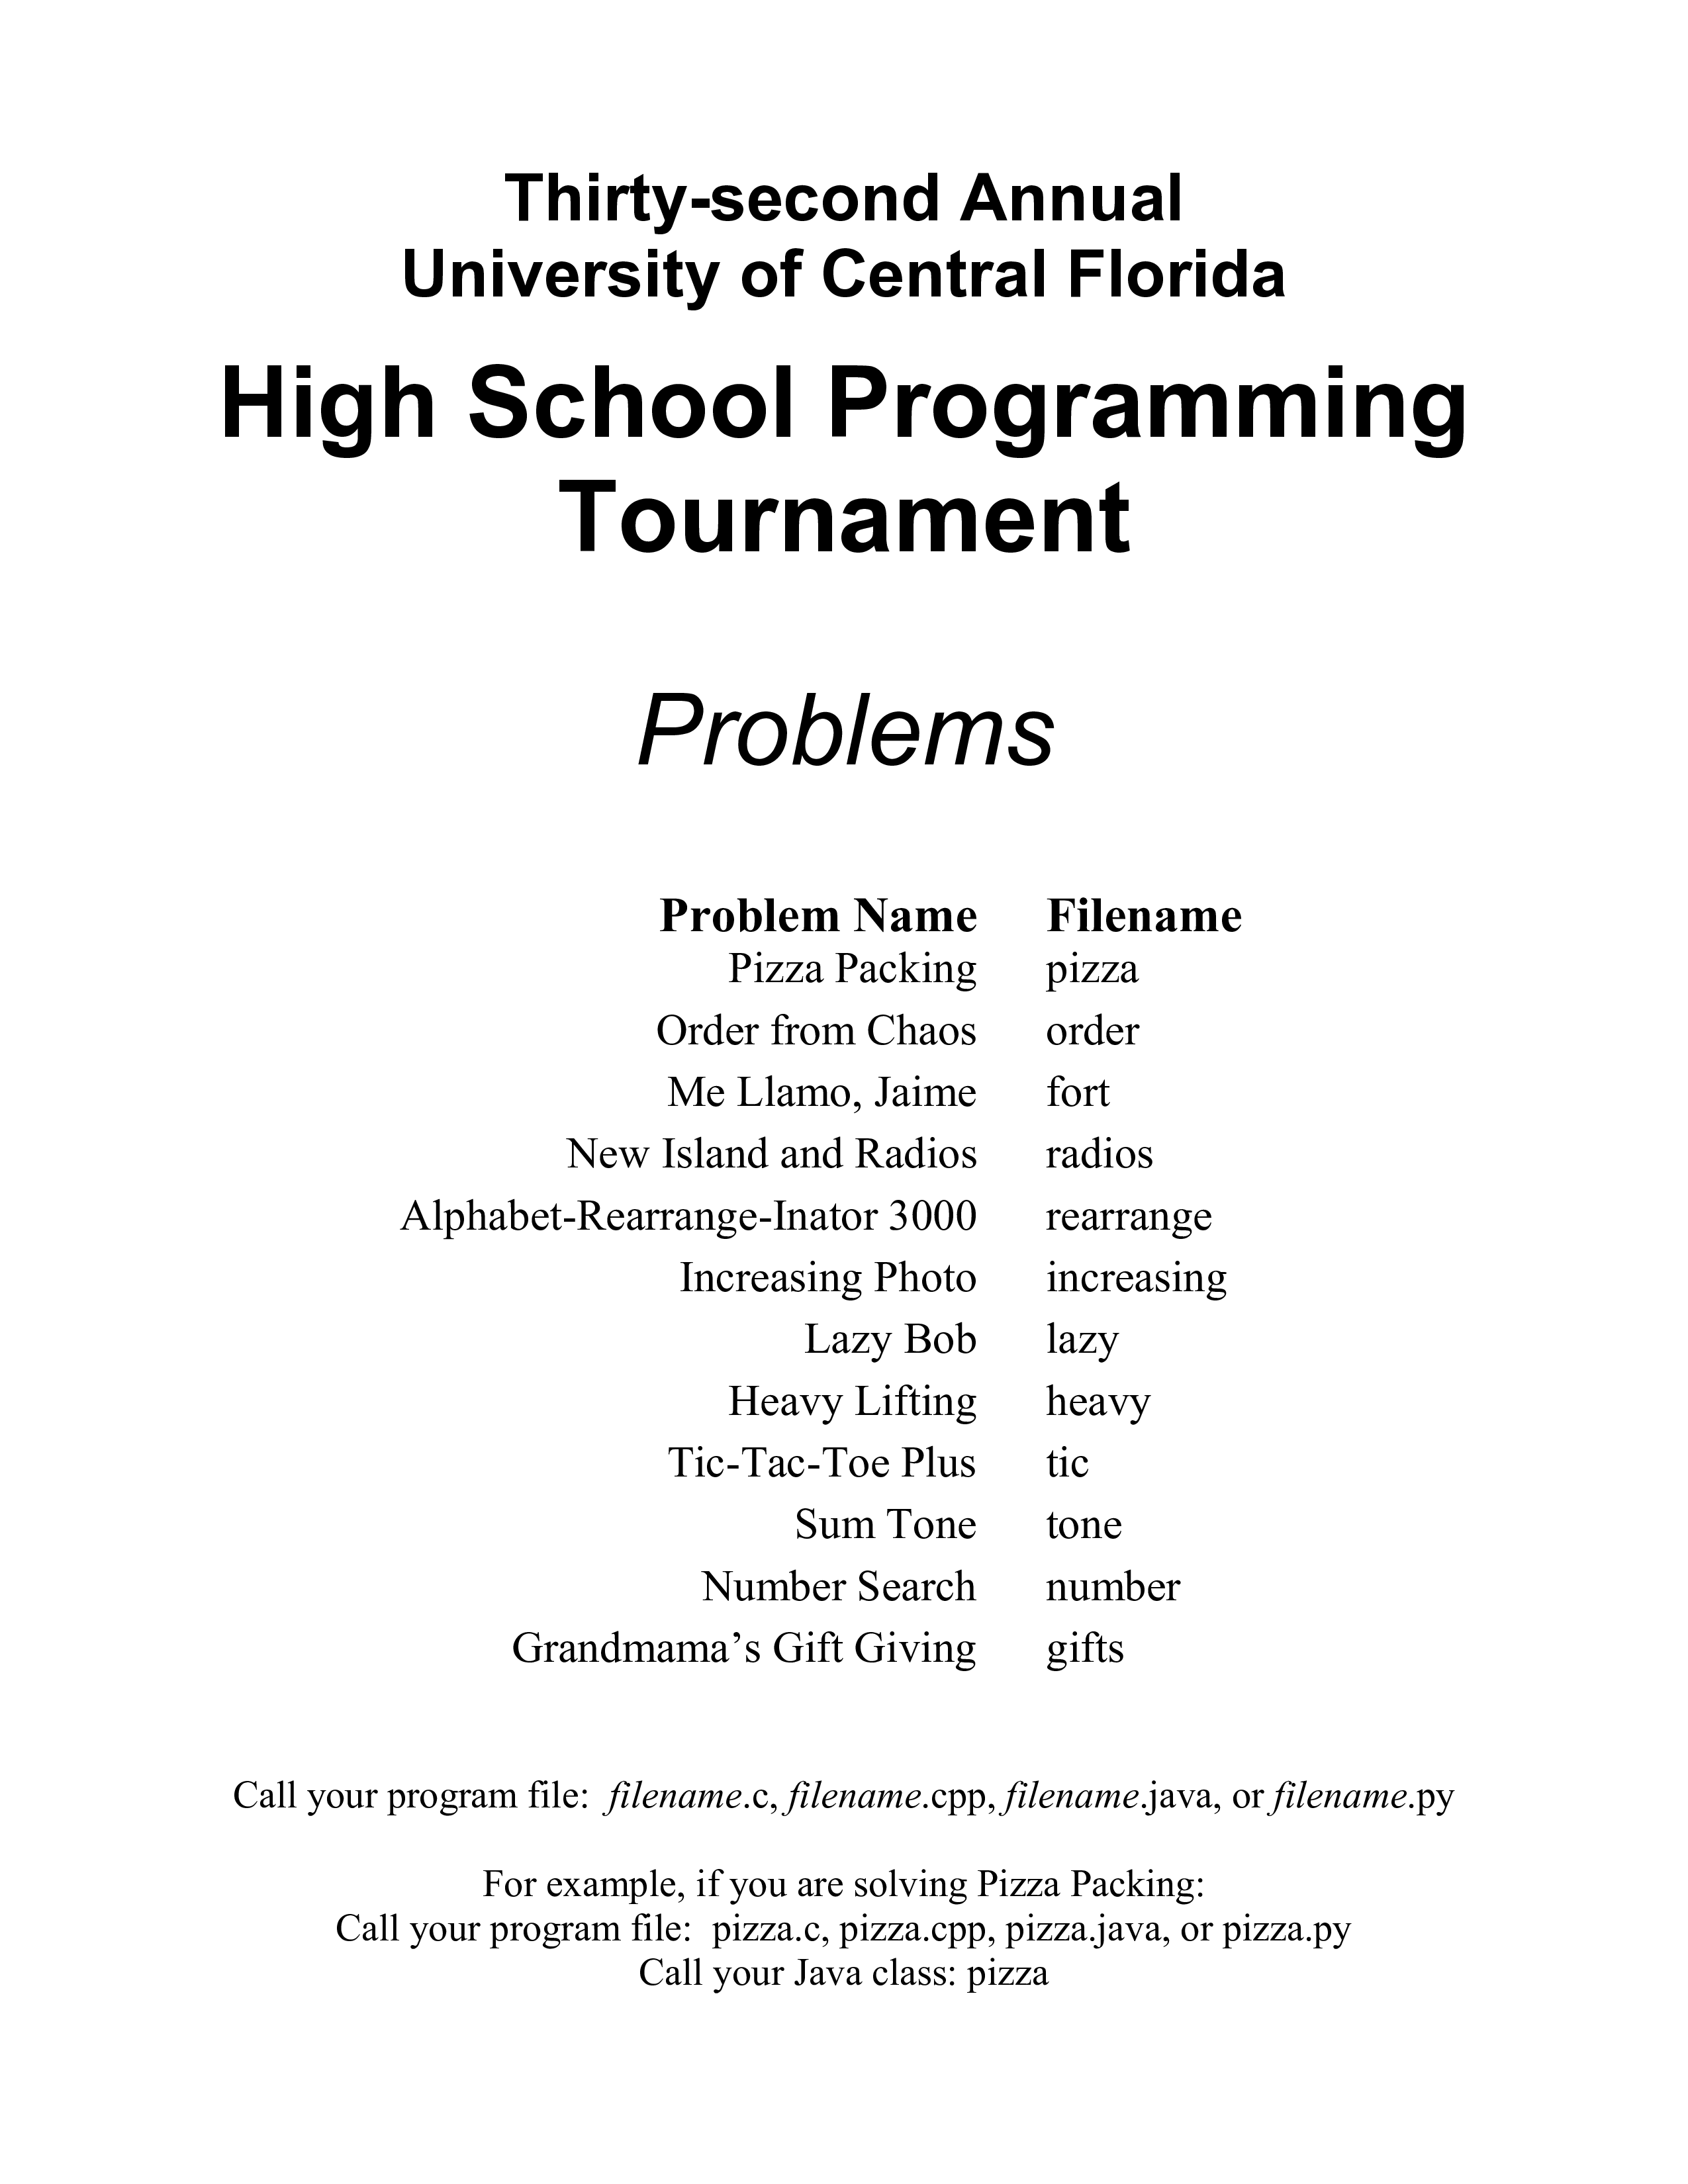 Thirty-second Annual
University of Central Florida
High School Programming
Tournament
Problems
Problem Name Filename
Pizza Packing pizza
Order from Chaos order
Me Llamo, Jaime fort
New Island and Radios radios
Alphabet-Rearrange-Inator 3000 rearrange
Increasing Photo increasing
Lazy Bob lazy
Heavy Lifting heavy
Tic-Tac-Toe Plus tic
Sum Tone tone
Number Search number
Grandmama’s Gift Giving gifts
Call your program file: filename.c, filename.cpp, filename.java, or filename.py
For example, if you are solving Pizza Packing:
Call your program file: pizza.c, pizza.cpp, pizza.java, or pizza.py
Call your Java class: pizza